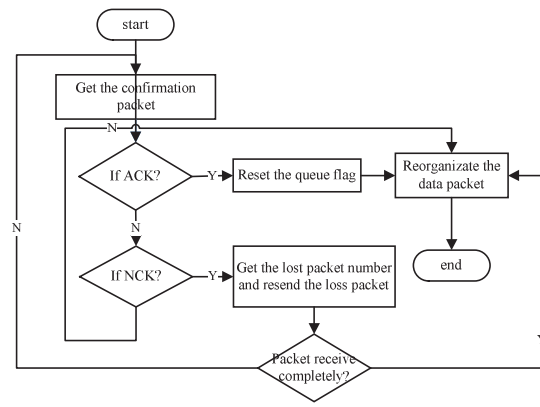 start
Get the confirmation
packet
N
If ACK?
Y
Reset the queue flag
Reorganizate the
data packet
N
N
If NCK?
Y
Get the lost packet number
and resend the loss packet
end
Packet receive
completely?